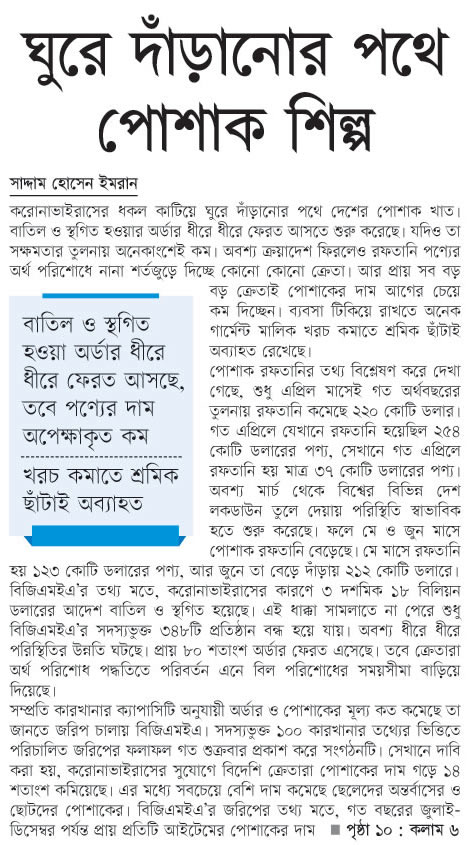 ঘুরে দাঁড়ানোর পথে
পোশাক শিল্প
সাদ্দাম হোসেন ইমরান
করোনাভাইরাসের ধকল কাটিয়ে ঘুরে দাঁড়ানোর পথে দেশের পোশাক খাত।
বাতিল ও স্থগিত হওয়ার অর্ডার ধীরে ধীরে ফেরত আসতে শুরু করেছে। যদিও তা
সক্ষমতার তুলনায় অনেকাংশেই কম। অবশ্য ক্রয়াদেশ ফিরলেও রফতানি পণ্যের
অর্থ পরিশোধে নানা শর্তজুড়ে দিচ্ছে কোনো কোনো ক্রেতা। আর প্রায় সব বড়
বড় ক্রেতাই পোশাকের দাম আগের চেয়ে
কম দিচ্ছেন। ব্যবসা টিকিয়ে রাখতে অনেক
গার্মেন্ট মালিক খরচ কমাতে শ্রমিক ছাঁটাই
অব্যাহত রেখেছে।
বাতিল ও স্থগিত
হওয়া অর্ডার ধীরে
ধীরে ফেরত আসছে,
তবে পণ্যের দাম
অপেক্ষাকৃত কম
খরচ কমাতে শ্রমিক
ছাঁটাই অব্যাহত
পোশাক রফতানির তথ্য বিশ্লেষণ করে দেখা
গেছে, শুধু এপ্রিল মাসেই গত অর্থবছরের
তুলনায় রফতানি কমেছে ২২০ কোটি ডলার।
গত এপ্রিলে যেখানে রফতানি হয়েছিল ২৫৪
কোটি ডলারের পণ্য, সেখানে গত এপ্রিলে
রফতানি হয় মাত্র ৩৭ কোটি ডলারের পণ্য।
অবশ্য মার্চ থেকে বিশ্বের বিভিন্ন দেশ
লকডাউন তুলে দেয়ায় পরিস্থিতি স্বাভাবিক
হতে শুরু করেছে। ফলে মে ও জুন মাসে
পোশাক রফতানি বেড়েছে। মে মাসে রফতানি
হয় ১২৩ কোটি ডলারের পণ্য, আর জুনে তা বেড়ে দাঁড়ায় ২১২ কোটি ডলারে।
বিজিএমইএ’র তথ্য মতে, করোনাভাইরাসের কারণে ৩ দশমিক ১৮ বিলিয়ন
ডলারের আদেশ বাতিল ও স্থগিত হয়েছে। এই ধাক্কা সামলাতে না পেরে শুধু
বিজিএমইএ’র সদস্যভুক্ত ৩৪৮টি প্রতিষ্ঠান বন্ধ হয়ে যায়। অবশ্য ধীরে ধীরে
পরিস্থিতির উন্নতি ঘটছে। প্রায় ৮০ শতাংশ অর্ডার ফেরত এসেছে। তবে ক্রেতারা
অর্থ পরিশোধ পদ্ধতিতে পরিবর্তন এনে বিল পরিশোধের সময়সীমা বাড়িয়ে
দিয়েছে।
সম্প্রতি কারখানার ক্যাপাসিটি অনুযায়ী অর্ডার ও পোশাকের মূল্য কত কমেছে তা
জানতে জরিপ চালায় বিজিএমইএ। সদস্যভুক্ত ১০০ কারখানার তথ্যের ভিত্তিতে
পরিচালিত জরিপের ফলাফল গত শুক্রবার প্রকাশ করে সংগঠনটি। সেখানে দাবি
করা হয়, করোনাভাইরাসের সুযোগে বিদেশি ক্রেতারা পোশাকের দাম গড়ে ১৪
শতাংশ কমিয়েছে। এর মধ্যে সবচেয়ে বেশি দাম কমেছে ছেলেদের অন্তর্বাসের ও
ছোটদের পোশাকের। বিজিএমইএ’র জরিপের তথ্য মতে, গত বছরের জুলাই-
ডিসেম্বর পর্যন্ত প্রায় প্রতিটি আইটেমের পোশাকের দাম ■ পৃষ্ঠা ১০ : কলাম ৬